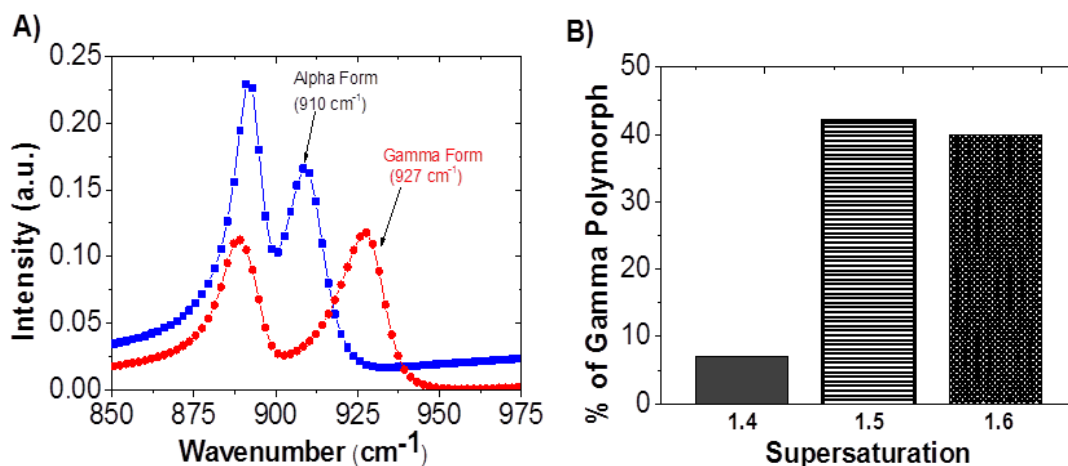 A)
Intensity (a.u.)
0.25
0.20
0.15
0.10
0.05
0.00
Alpha Form
(910 cm⁻¹)
Gamma Form
(927 cm⁻¹)
850 875 900 925 950 975
Wavenumber (cm⁻¹)
B)
% of Gamma Polymorph
50
40
30
20
10
0
1.4 1.5 1.6
Supersaturation